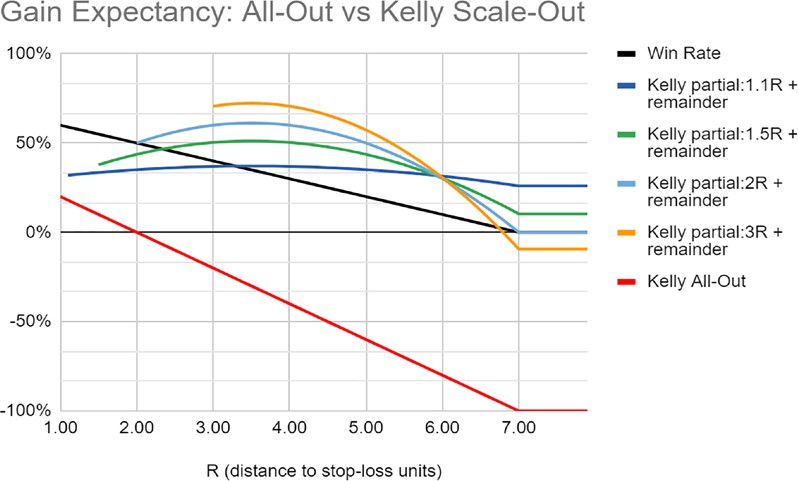 Gain Expectancy: All-Out vs Kelly Scale-Out
100%
50%
0%
-50%
-100%
1.00 2.00 3.00 4.00 5.00 6.00 7.00
R (distance to stop-loss units)
Win Rate
Kelly partial:1.1R +
remainder
Kelly partial:1.5R +
remainder
Kelly partial:2R +
remainder
Kelly partial:3R +
remainder
Kelly All-Out